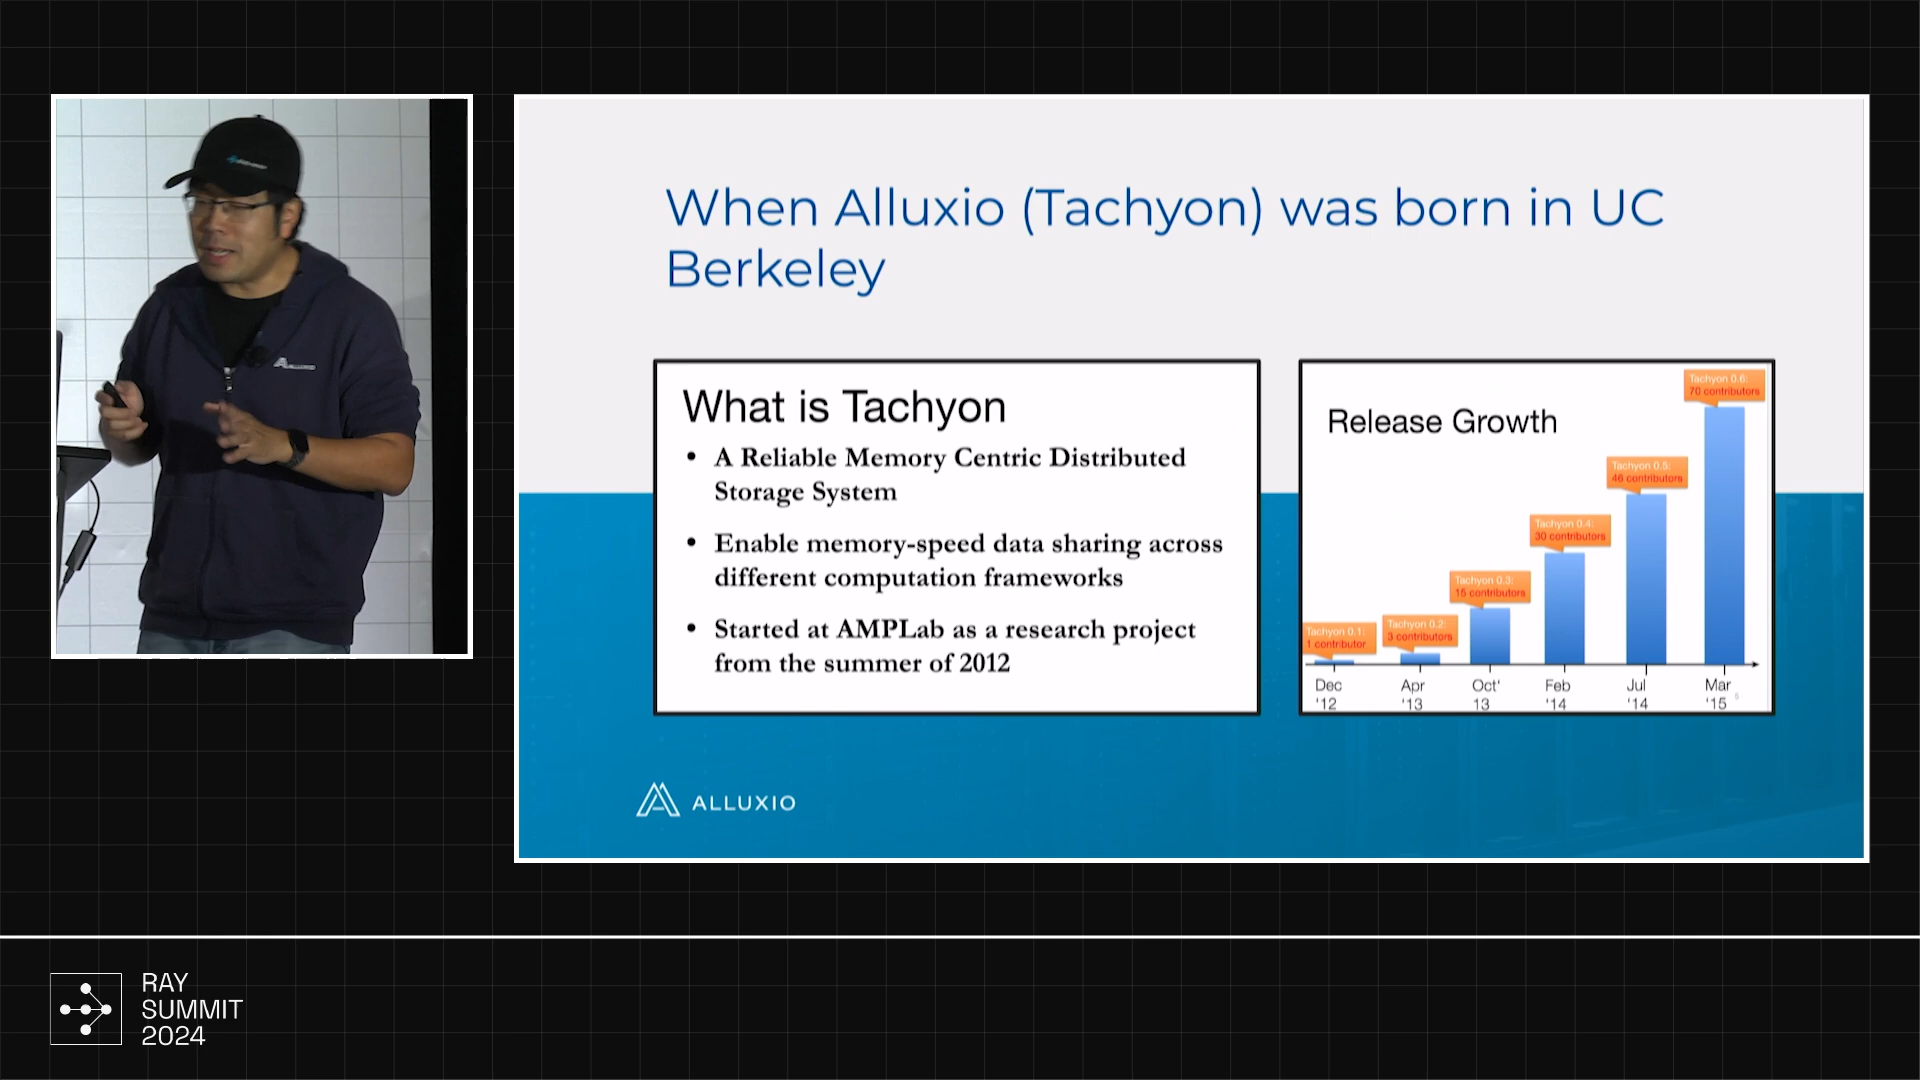 When Alluxio (Tachyon) was born in UC
Berkeley
What is Tachyon
• A Reliable Memory Centric Distributed
Storage System
• Enable memory-speed data sharing across
different computation frameworks
• Started at AMPLab as a research project
from the summer of 2012
Release Growth
Tachyon 0.6:
70 contributors
Tachyon 0.5:
46 contributors
Tachyon 0.4:
30 contributors
Tachyon 0.3:
15 contributors
Tachyon 0.2:
3 contributors
Tachyon 0.1:
1 contributor
Dec
'12
Apr
'13
Oct'
13
Feb
'14
Jul
'14
Mar
'15
5
ALLUXIO
ALLUXIO
RAY
SUMMIT
2024